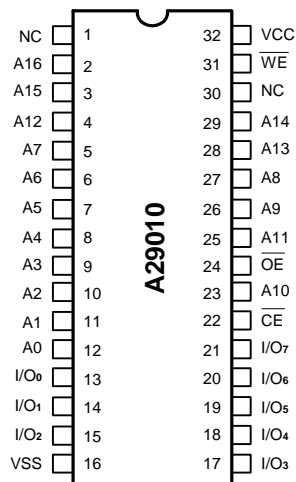 NC 1 32 VCC
A16 2 31 W̅E̅
A15 3 30 NC
A12 4 29 A14
A7 5 28 A13
A6 6 27 A8
A5 7 26 A9
A4 8 25 A11
A3 9 24 O̅E̅
A2 10 23 A10
A1 11 22 C̅E̅
A0 12 21 I/O₇
I/O₀ 13 20 I/O₆
I/O₁ 14 19 I/O₅
I/O₂ 15 18 I/O₄
VSS 16 17 I/O₃
A29010